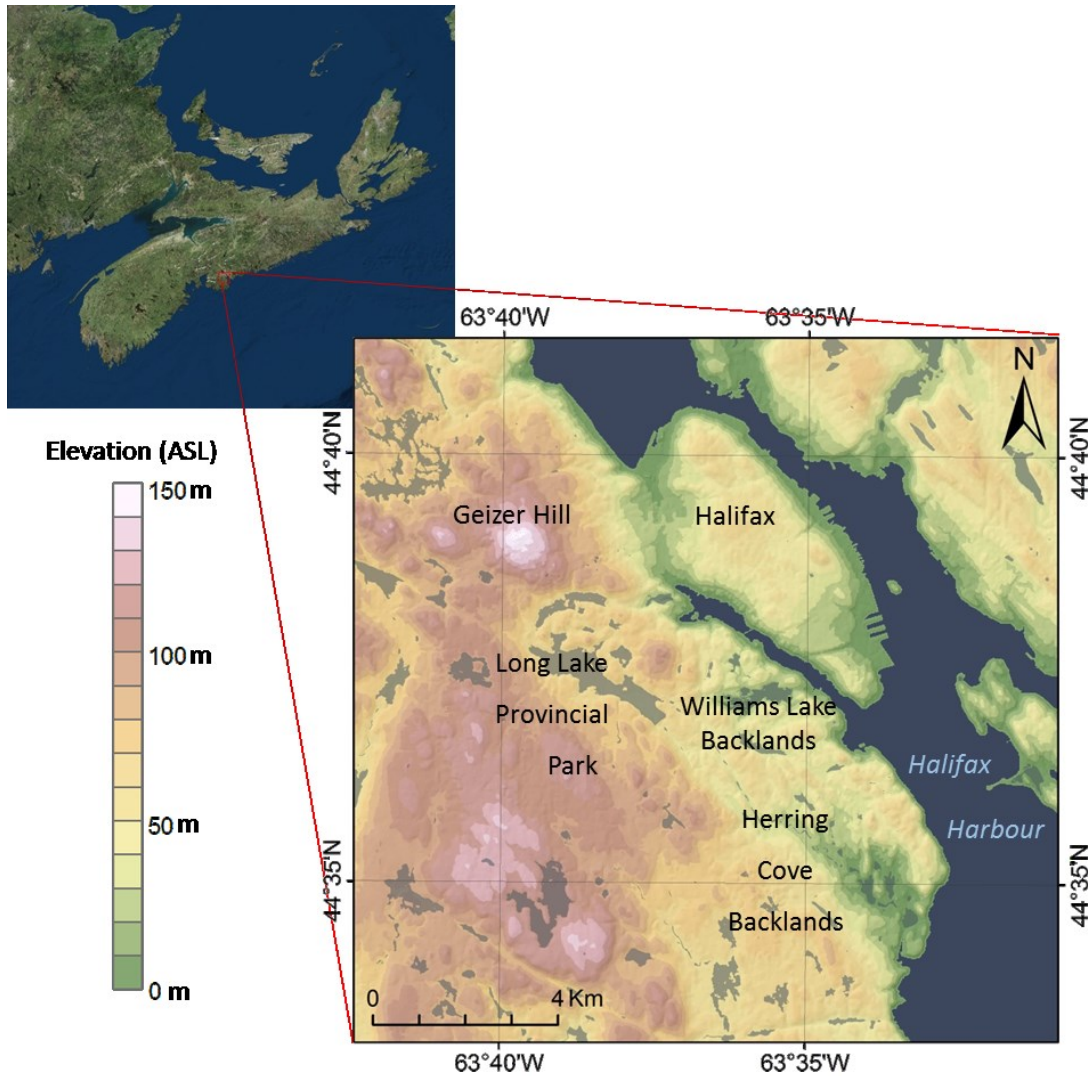 63°40'W 63°35'W
N
Elevation (ASL)
150 m
100 m
50 m
0 m
44°40'N
44°40'N
Geizer Hill
Halifax
Long Lake
Provincial
Park
Williams Lake
Backlands
Halifax
Harbour
Herring
Cove
Backlands
44°35'N
44°35'N
0 4 Km
63°40'W 63°35'W